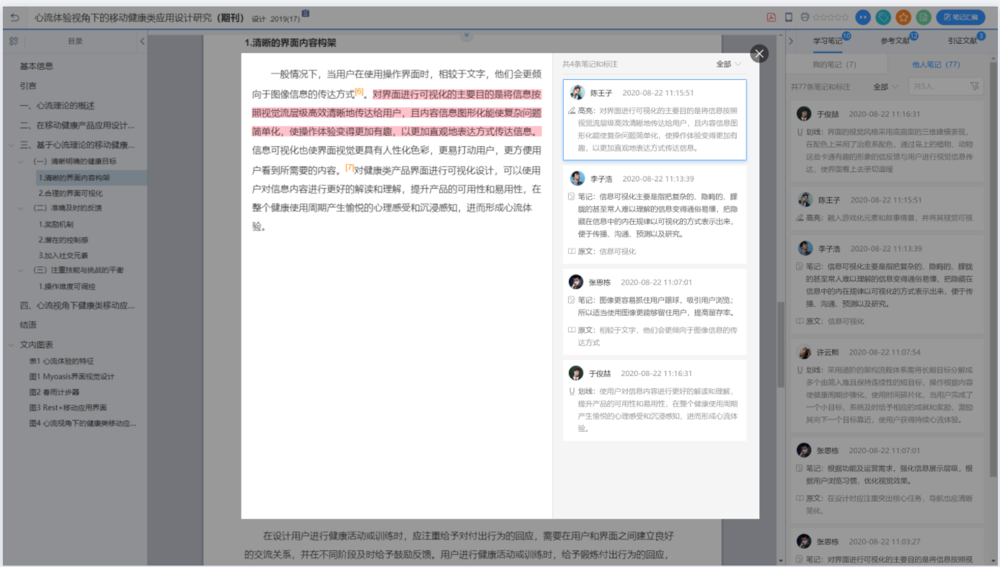 心流体验视角下的移动健康类应用设计研究（期刊） 设计 .2019(17)
笔记汇编
目录
基本信息
引言
一、心流理论的概述
二、在移动健康产品应用设计...
三、基于心流理论的移动健康...
（一）清晰明确的健康目标
1.清晰的界面内容构架
2.合理的界面可视化
（二）准确及时的反馈
1.奖励机制
2.潜在的控制感
3.加入社交元素
（三）注重技能与挑战的平衡
1.操作难度可调控
四、心流视角下健康类移动应...
结语
文内图表
表1 心流体验的特征
图1 Myoasis界面视觉设计
图2 春雨计步器
图3 Rest+移动应用界面
图4 心流视角下的健康类移动应...
1.清晰的界面内容构架
一般情况下，当用户在使用操作界面时，相较于文字，他们会更倾
向于图像信息的传达方式[6]。对界面进行可视化的主要目的是将信息按
照视觉流层级高效清晰地传达给用户，且内容信息图形化能使复杂问题
简单化，使操作体验变得更加有趣，以更加直观地表达方式传达信息。
信息可视化也使界面视觉更具有人性化色彩，更易打动用户，更方便用
户看到所需要的内容。[7]对健康类产品界面进行可视化设计，可以使用
户对信息内容进行更好的解读和理解，提升产品的可用性和易用性，在
整个健康使用周期产生愉悦的心理感受和沉浸感知，进而形成心流体
验。
共4条笔记和标注 全部
陈王子 2020-08-22 11:15:51
高亮：对界面进行可视化的主要目的是将信息按照
视觉流层级高效清晰地传达给用户，且内容信息图
形化能使复杂问题简单化，使操作体验变得更加有
趣，以更加直观地表达方式传达信息。
李子浩 2020-08-22 11:13:39
笔记：信息可视化主要是指把复杂的、隐晦的、朦
胧的甚至常人难以理解的信息变得通俗易懂，把隐
藏在信息中的内在规律以可视化的方式表示出来，
便于传播、沟通、预测以及研究。
原文：信息可视化
张思栋 2020-08-22 11:07:01
笔记：图像更容易抓住用户眼球，吸引用户浏览；
所以适当使用图像更能够留住用户，提高留存率。
原文：相较于文字，他们会更倾向于图像信息的传
达方式
于俊喆 2020-08-22 11:16:31
划线：使用户对信息内容进行更好的解读和理解，
提升产品的可用性和易用性，在整个健康使用周期
产生愉悦的心理感受和沉浸感知，进而形成心流体
验。
在设计用户进行健康活动或训练时，应注重给予对付出行为的回应，需要在用户和界面之间建立良好
的交流关系，并在不同阶段及时给予鼓励反馈。用户进行健康活动或训练时，给予锻炼付出行为的回应，
学习笔记 10 参考文献 12 引证文献 3
我的笔记（7） 他人笔记（77）
共77条笔记和标注 全部 共5人
于俊喆 2020-08-22 11:16:31
划线：界面的视觉风格采用底曲面的三维建模表现，
在配色上采用了治愈系配色，通过岛上的植物、动物
这些卡通有趣的形象的信反馈与用户进行视觉信息传
达，使界面看上去亲切温暖
陈王子 2020-08-22 11:15:51
高亮：融入游戏化元素和故事情景，并将其视觉可视
李子浩 2020-08-22 11:13:39
笔记：信息可视化主要是指把复杂的、隐晦的、朦胧
的甚至常人难以理解的信息变得通俗易懂，把隐藏在
信息中的内在规律以可视化的方式表示出来，便于传
播、沟通、预测以及研究。
原文：信息可视化
许云熙 2020-08-22 11:07:54
划线：采用递阶的架构流程体系需将长期目标分解成
多个由简入难且保持连续性的短目标，操作根据内容
使健康周期步骤化，使用时间碎片化，当用户完成了
一个小目标，系统及时给予相应的成就和奖励，激励
其向下一个目标靠近，使用户获得持续心流体验。
张思栋 2020-08-22 11:07:01
笔记：根据功能及运营需求，强化信息展示层级，根
据用户浏览习惯，优化视觉效果。
原文：在设计时应注重突出核心任务，导航也应清晰
简化，
张思栋 2020-08-22 11:03:27
笔记：对界面进行可视化的主要目的是将信息按照视